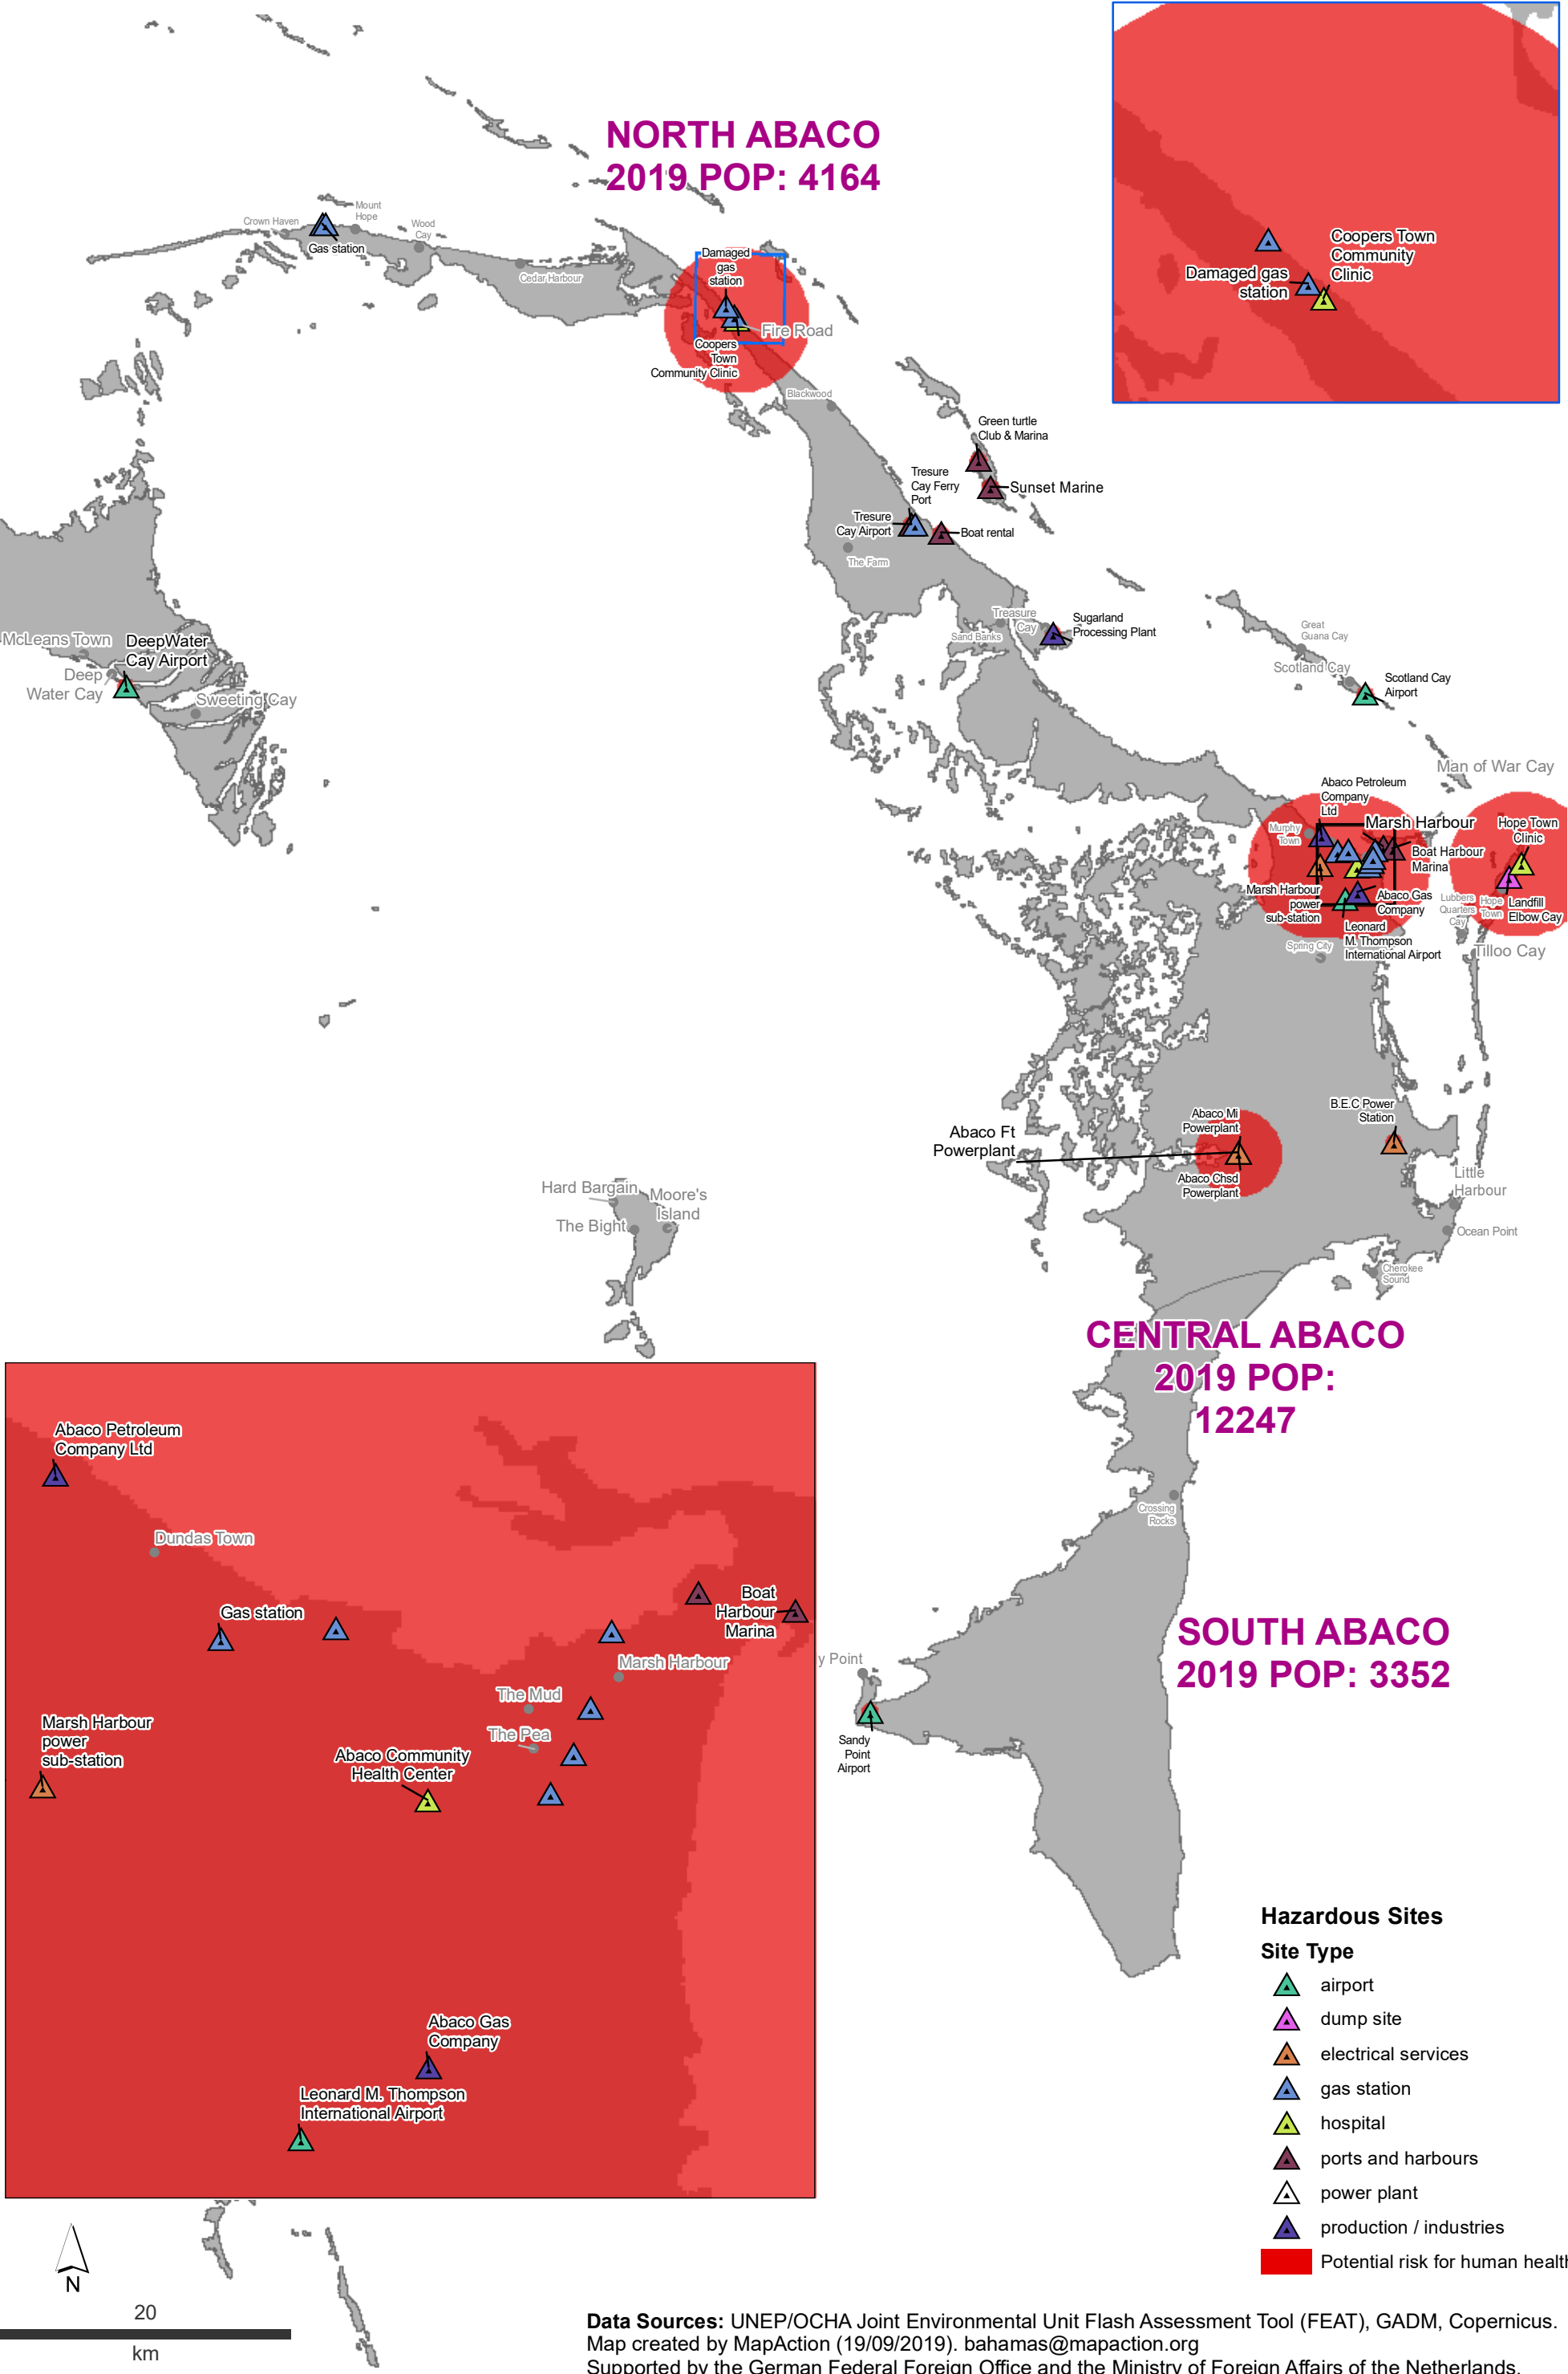 NORTH ABACO
2019 POP: 4164
Crown Haven
Mount
Hope
Gas station
Wood
Cay
Cedar Harbour
Damaged
gas
station
Fire Road
Coopers
Town
Community Clinic
Blackwood
Coopers Town
Community
Clinic
Damaged gas
station
Green turtle
Club & Marina
Sunset Marine
Tresure
Cay Ferry
Port
Tresure
Cay Airport
Boat rental
The Farm
Treasure
Cay
Sand Banks
Sugarland
Processing Plant
McLeans Town
DeepWater
Cay Airport
Deep
Water Cay
Sweeting Cay
Great
Guana Cay
Scotland Cay
Scotland Cay
Airport
Man of War Cay
Abaco Petroleum
Company
Ltd
Murphy
Town
Marsh Harbour
Boat Harbour
Marina
Hope Town
Clinic
Marsh Harbour
power
sub-station
Abaco Gas
Company
Lubbers
Quarters
Cay
Hope
Town
Landfill
Elbow Cay
Leonard
M. Thompson
International Airport
Spring City
Tilloo Cay
Abaco Mi
Powerplant
B.E.C Power
Station
Abaco Ft
Powerplant
Abaco Chsd
Powerplant
Little
Harbour
Ocean Point
Cherokee
Sound
Hard Bargain
Moore's
Island
The Bight
CENTRAL ABACO
2019 POP:
12247
Crossing
Rocks
SOUTH ABACO
2019 POP: 3352
y Point
Sandy
Point
Airport
Abaco Petroleum
Company Ltd
Dundas Town
Gas station
Boat
Harbour
Marina
Marsh Harbour
The Mud
The Pea
Marsh Harbour
power
sub-station
Abaco Community
Health Center
Abaco Gas
Company
Leonard M. Thompson
International Airport
Hazardous Sites
Site Type
airport
dump site
electrical services
gas station
hospital
ports and harbours
power plant
production / industries
Potential risk for human healt
N
20
km
Data Sources: UNEP/OCHA Joint Environmental Unit Flash Assessment Tool (FEAT), GADM, Copernicus.
Map created by MapAction (19/09/2019). bahamas@mapaction.org
Supported by the German Federal Foreign Office and the Ministry of Foreign Affairs of the Netherlands.